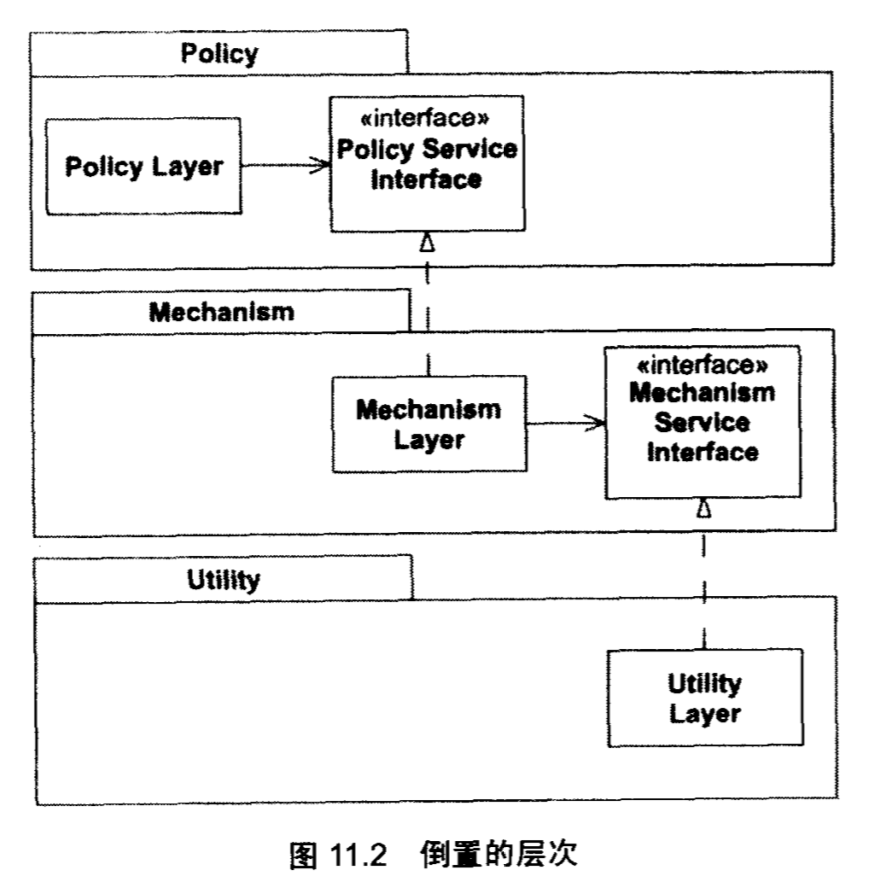 Policy
«interface»
Policy Layer
Policy Service
Interface
Mechanism
«interface»
Mechanism
Service
Interface
Mechanism
Layer
Utility
Utility
Layer
图 11.2 倒置的层次